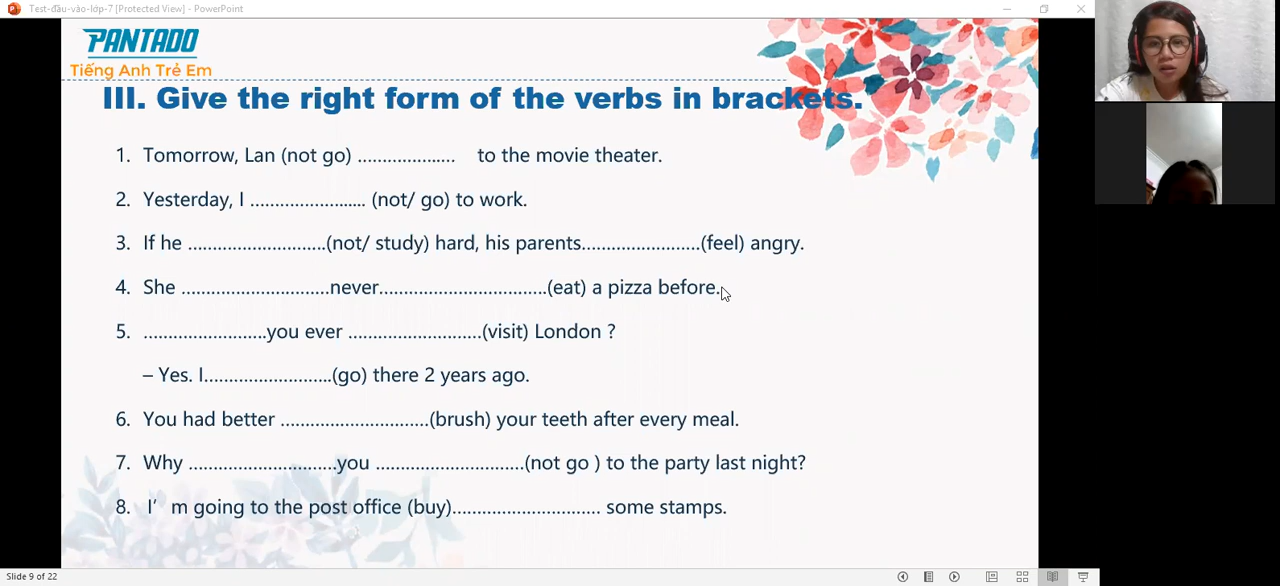 Test-đầu-vào-lớp-7 [Protected View] - PowerPoint
PANTADO
Tiếng Anh Trẻ Em
III. Give the right form of the verbs in brackets.
1. Tomorrow, Lan (not go) …………….….. to the movie theater.
2. Yesterday, I …………………...... (not/ go) to work.
3. If he ……………………….(not/ study) hard, his parents……………………(feel) angry.
4. She …………………………never……………………………..(eat) a pizza before.
5. …………………….you ever ………………………(visit) London ?
– Yes. I……………………..(go) there 2 years ago.
6. You had better …………………………(brush) your teeth after every meal.
7. Why …………………………you …………………………(not go ) to the party last night?
8. I’m going to the post office (buy)………………………… some stamps.
Slide 9 of 22